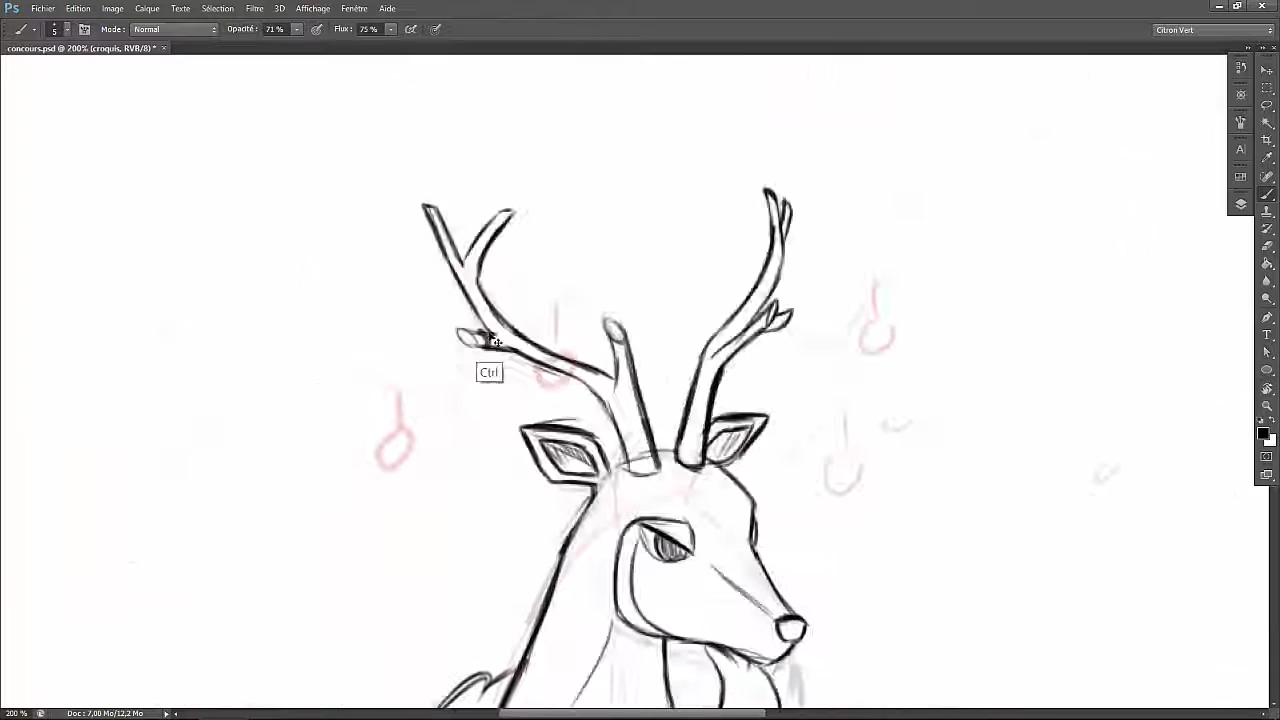 Ps Fichier Edition Image Calque Texte Sélection Filtre 3D Affichage Fenêtre Aide
5 Mode : Normal Opacité : 71 % Flux : 75 % Citron Vert
concours.psd @ 200% (croquis, RVB/8) * ×
Ctrl
200 % Doc : 7,00 Mo/12,2 Mo